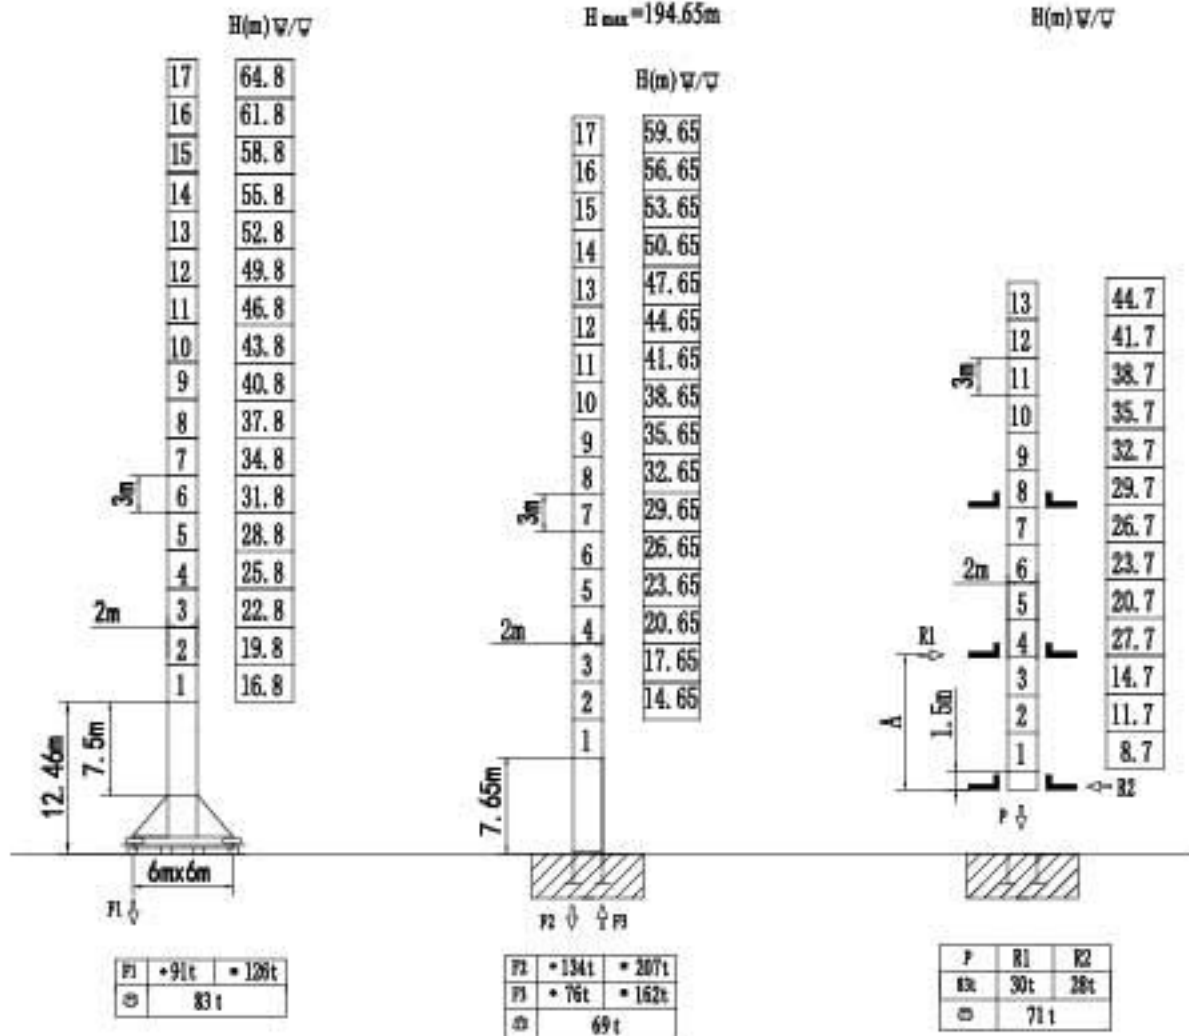 H(m)
17 64.8
16 61.8
15 58.8
14 55.8
13 52.8
12 49.8
11 46.8
10 43.8
9 40.8
8 37.8
7 34.8
6 31.8
5 28.8
4 25.8
3 22.8
2 19.8
1 16.8
3m
2m
7.5m
12.46m
6mx6m
F1
F1 •91t ▪126t
83t
H max=194.65m
H(m)
17 59.65
16 56.65
15 53.65
14 50.65
13 47.65
12 44.65
11 41.65
10 38.65
9 35.65
8 32.65
7 29.65
6 26.65
5 23.65
4 20.65
3 17.65
2 14.65
1
3m
2m
7.65m
F2 F3
F2 •134t ▪207t
F3 •76t ▪162t
69t
H(m)
13 44.7
12 41.7
11 38.7
10 35.7
9 32.7
8 29.7
7 26.7
6 23.7
5 20.7
4 27.7
3 14.7
2 11.7
1 8.7
3m
2m
R1
A
1.5m
R2
P
P R1 R2
83t 30t 28t
71t